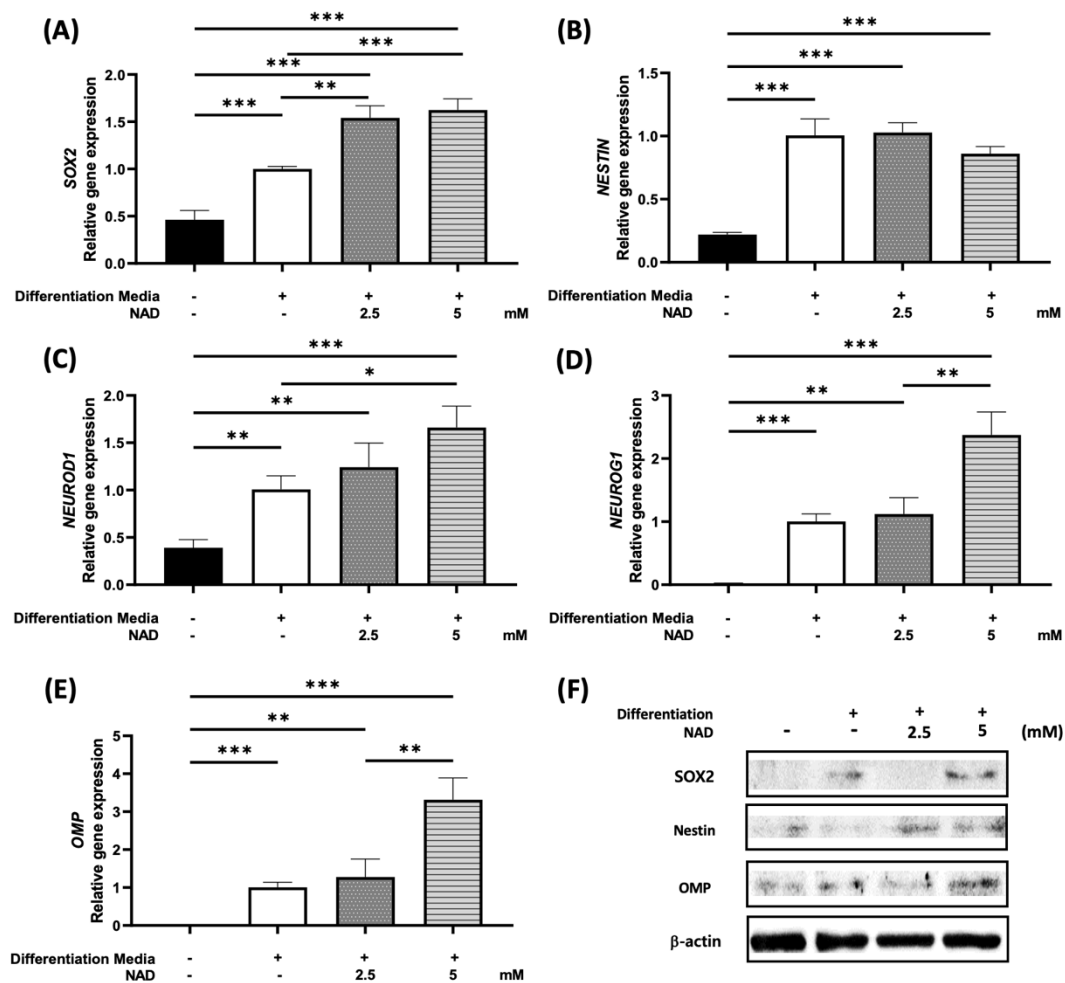 (A)
***
***
***
***
**
SOX2
Relative gene expression
2.0
1.5
1.0
0.5
0.0
Differentiation Media - + + +
NAD - - 2.5 5 mM
(B)
***
***
***
NESTIN
Relative gene expression
1.5
1.0
0.5
0.0
Differentiation Media - + + +
NAD - - 2.5 5 mM
(C)
***
*
**
**
NEUROD1
Relative gene expression
2.0
1.5
1.0
0.5
0.0
Differentiation Media - + + +
NAD - - 2.5 5 mM
(D)
***
**
**
***
NEUROG1
Relative gene expression
3
2
1
0
Differentiation Media - + + +
NAD - - 2.5 5 mM
(E)
***
**
***
**
OMP
Relative gene expression
5
4
3
2
1
0
Differentiation Media - + + +
NAD - - 2.5 5 mM
(F)
Differentiation + + +
NAD - - 2.5 5 (mM)
SOX2
Nestin
OMP
β-actin